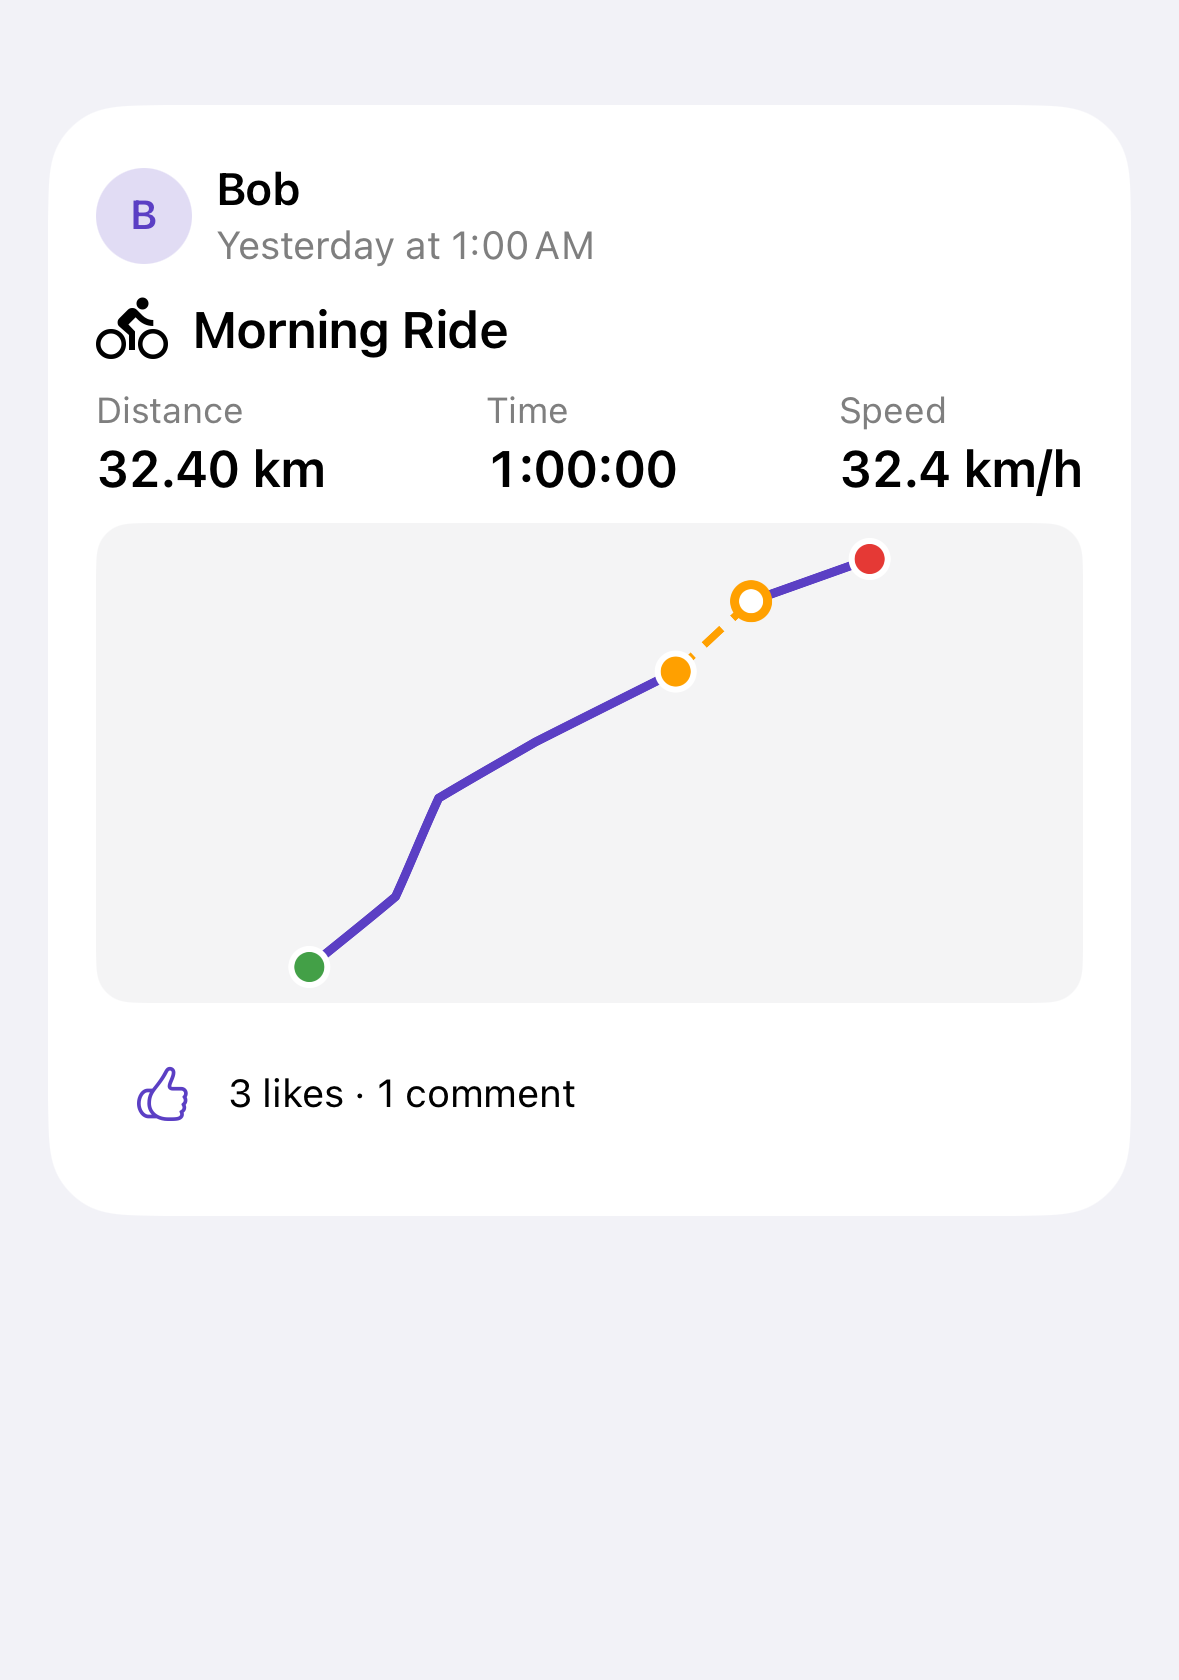 B
Bob
Yesterday at 1:00 AM
Morning Ride
Distance Time Speed
32.40 km 1:00:00 32.4 km/h
3 likes · 1 comment